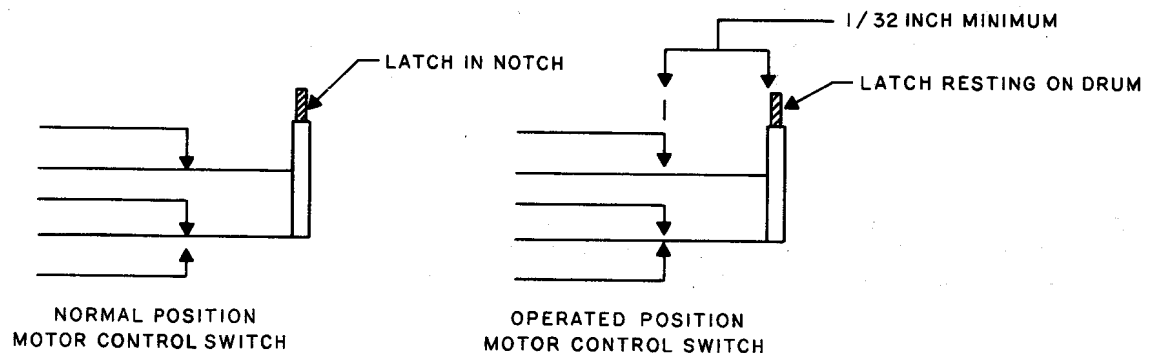 1/32 INCH MINIMUM
LATCH IN NOTCH
LATCH RESTING ON DRUM
NORMAL POSITION
MOTOR CONTROL SWITCH
OPERATED POSITION
MOTOR CONTROL SWITCH